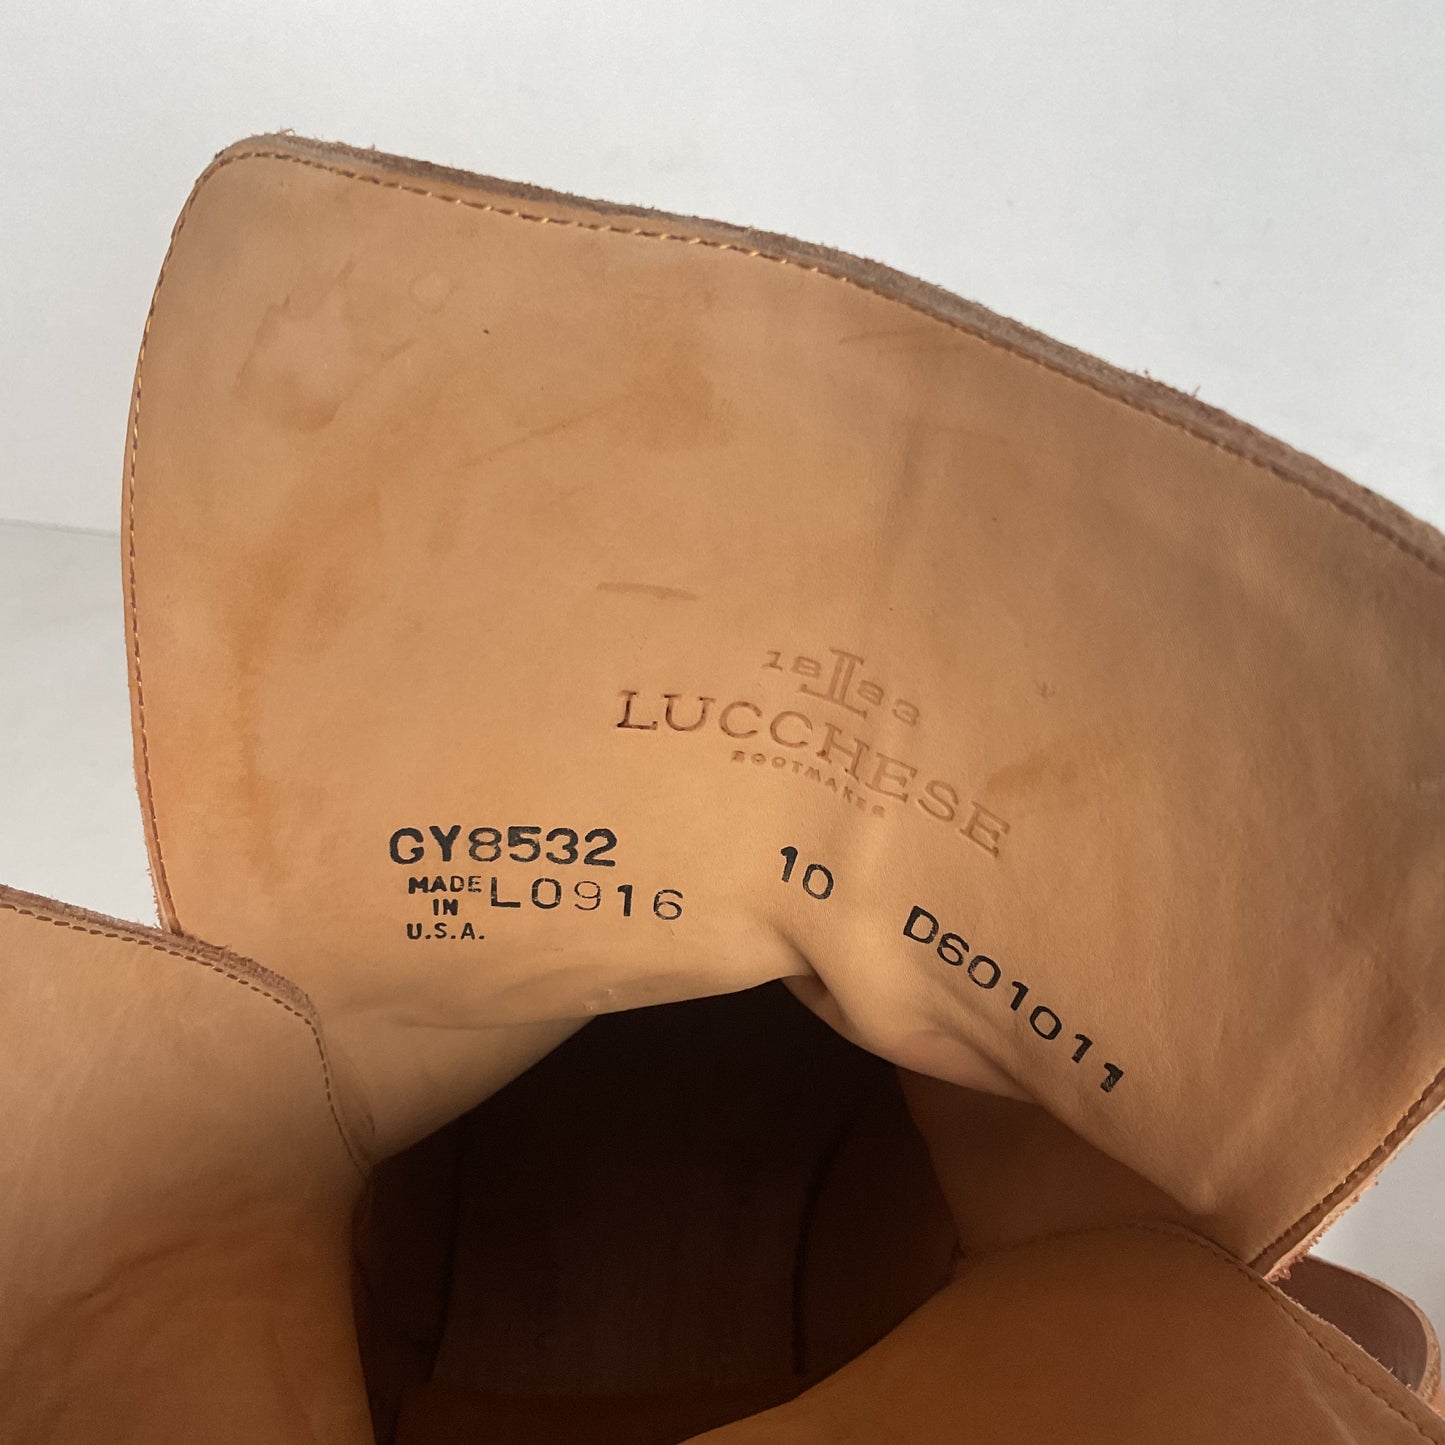 1883
LUCCHESE
BOOTMAKER
GY8532
MADE IN U.S.A.
L0916
10
D601011